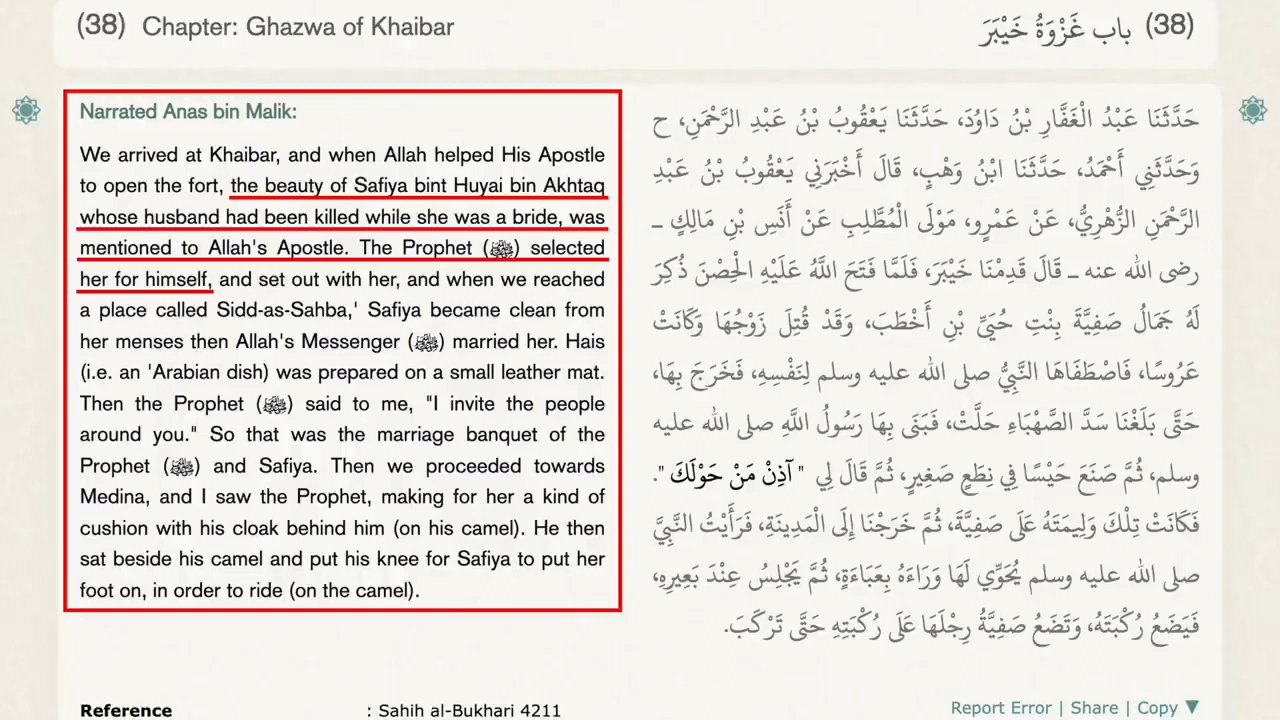 (38) Chapter: Ghazwa of Khaibar
(38) باب غَزْوَةُ خَيْبَرَ
Narrated Anas bin Malik:
We arrived at Khaibar, and when Allah helped His Apostle
to open the fort, the beauty of Safiya bint Huyai bin Akhtaq
whose husband had been killed while she was a bride, was
mentioned to Allah's Apostle. The Prophet (ﷺ) selected
her for himself, and set out with her, and when we reached
a place called Sidd-as-Sahba,' Safiya became clean from
her menses then Allah's Messenger (ﷺ) married her. Hais
(i.e. an 'Arabian dish) was prepared on a small leather mat.
Then the Prophet (ﷺ) said to me, "I invite the people
around you." So that was the marriage banquet of the
Prophet (ﷺ) and Safiya. Then we proceeded towards
Medina, and I saw the Prophet, making for her a kind of
cushion with his cloak behind him (on his camel). He then
sat beside his camel and put his knee for Safiya to put her
foot on, in order to ride (on the camel).
حَدَّثَنَا عَبْدُ الْغَفَّارِ بْنُ دَاوُدَ، حَدَّثَنَا يَعْقُوبُ بْنُ عَبْدِ الرَّحْمَنِ، ح
وَحَدَّثَنِي أَحْمَدُ، حَدَّثَنَا ابْنُ وَهْبٍ، قَالَ أَخْبَرَنِي يَعْقُوبُ بْنُ عَبْدِ
الرَّحْمَنِ الزُّهْرِيُّ، عَنْ عَمْرٍو، مَوْلَى الْمُطَّلِبِ عَنْ أَنَسِ بْنِ مَالِكٍ ـ
رضى الله عنه ـ قَالَ قَدِمْنَا خَيْبَرَ، فَلَمَّا فَتَحَ اللَّهُ عَلَيْهِ الْحِصْنَ ذُكِرَ
لَهُ جَمَالُ صَفِيَّةَ بِنْتِ حُيَىِّ بْنِ أَخْطَبَ، وَقَدْ قُتِلَ زَوْجُهَا وَكَانَتْ
عَرُوسًا، فَاصْطَفَاهَا النَّبِيُّ صلى الله عليه وسلم لِنَفْسِهِ، فَخَرَجَ بِهَا،
حَتَّى بَلَغْنَا سَدَّ الصَّهْبَاءِ حَلَّتْ، فَبَنَى بِهَا رَسُولُ اللَّهِ صلى الله عليه
وسلم، ثُمَّ صَنَعَ حَيْسًا فِي نِطَعٍ صَغِيرٍ، ثُمَّ قَالَ لِي " آذِنْ مَنْ حَوْلَكَ ".
فَكَانَتْ تِلْكَ وَلِيمَتَهُ عَلَى صَفِيَّةَ، ثُمَّ خَرَجْنَا إِلَى الْمَدِينَةِ، فَرَأَيْتُ النَّبِيَّ
صلى الله عليه وسلم يُحَوِّي لَهَا وَرَاءَهُ بِعَبَاءَةٍ، ثُمَّ يَجْلِسُ عِنْدَ بَعِيرِهِ،
فَيَضَعُ رُكْبَتَهُ، وَتَضَعُ صَفِيَّةُ رِجْلَهَا عَلَى رُكْبَتِهِ حَتَّى تَرْكَبَ.
Reference : Sahih al-Bukhari 4211
Report Error | Share | Copy ▼